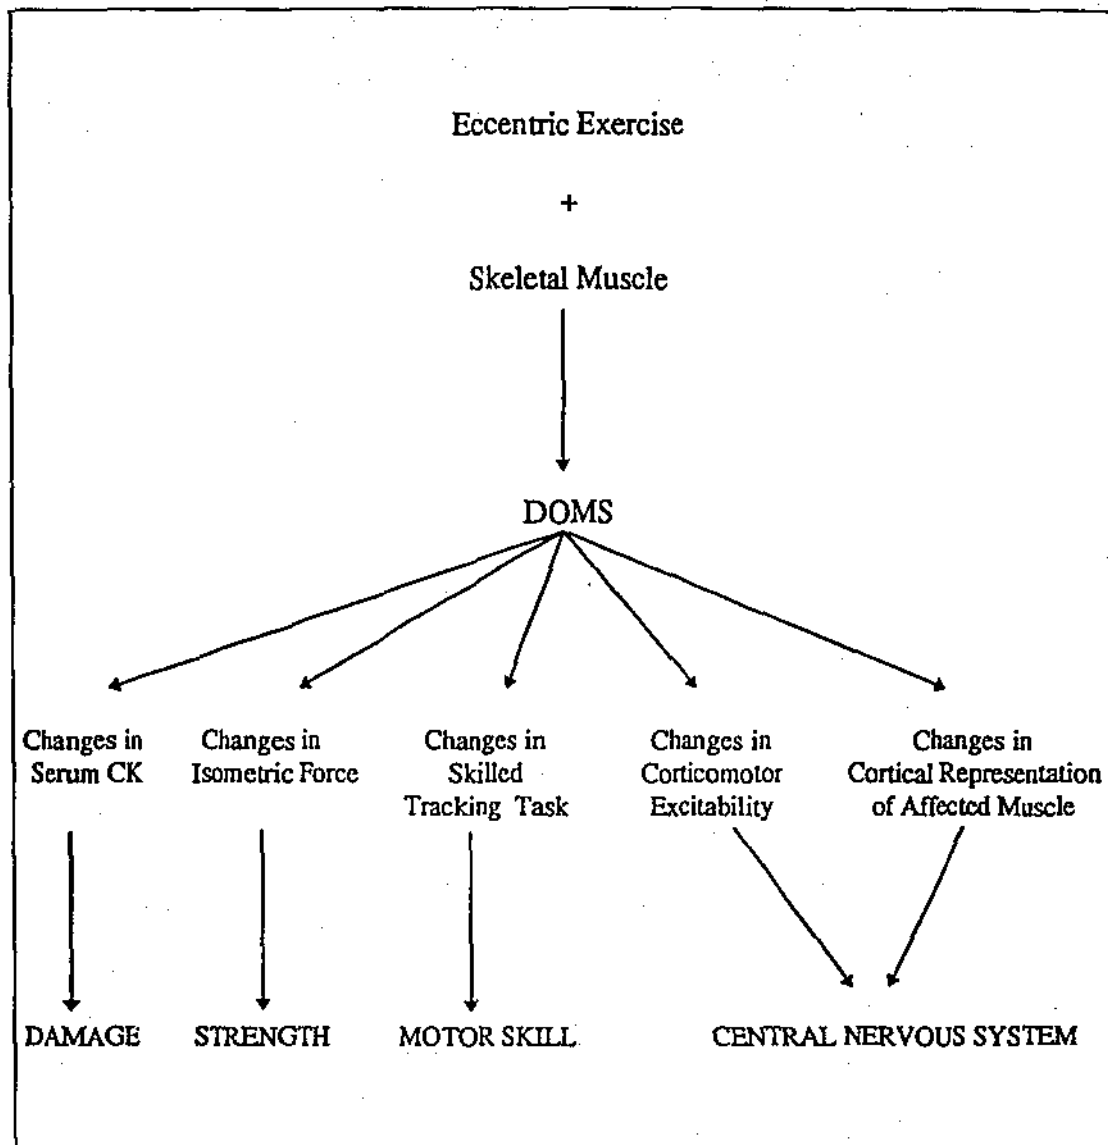 Eccentric Exercise
+
Skeletal Muscle
DOMS
Changes in
Serum CK
Changes in
Isometric Force
Changes in
Skilled
Tracking Task
Changes in
Corticomotor
Excitability
Changes in
Cortical Representation
of Affected Muscle
DAMAGE
STRENGTH
MOTOR SKILL
CENTRAL NERVOUS SYSTEM